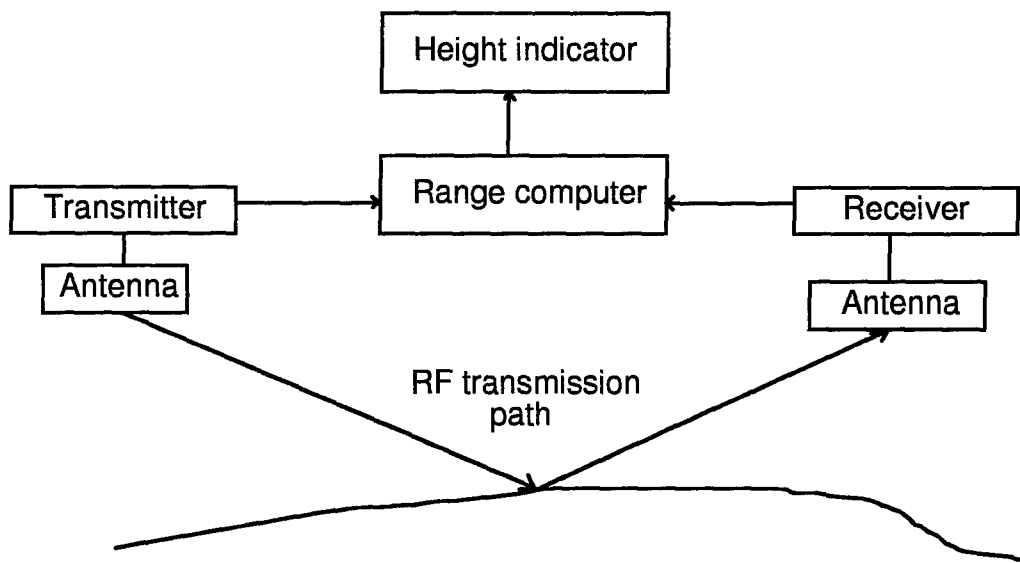 Height indicator
Range computer
Transmitter
Receiver
Antenna
Antenna
RF transmission
path